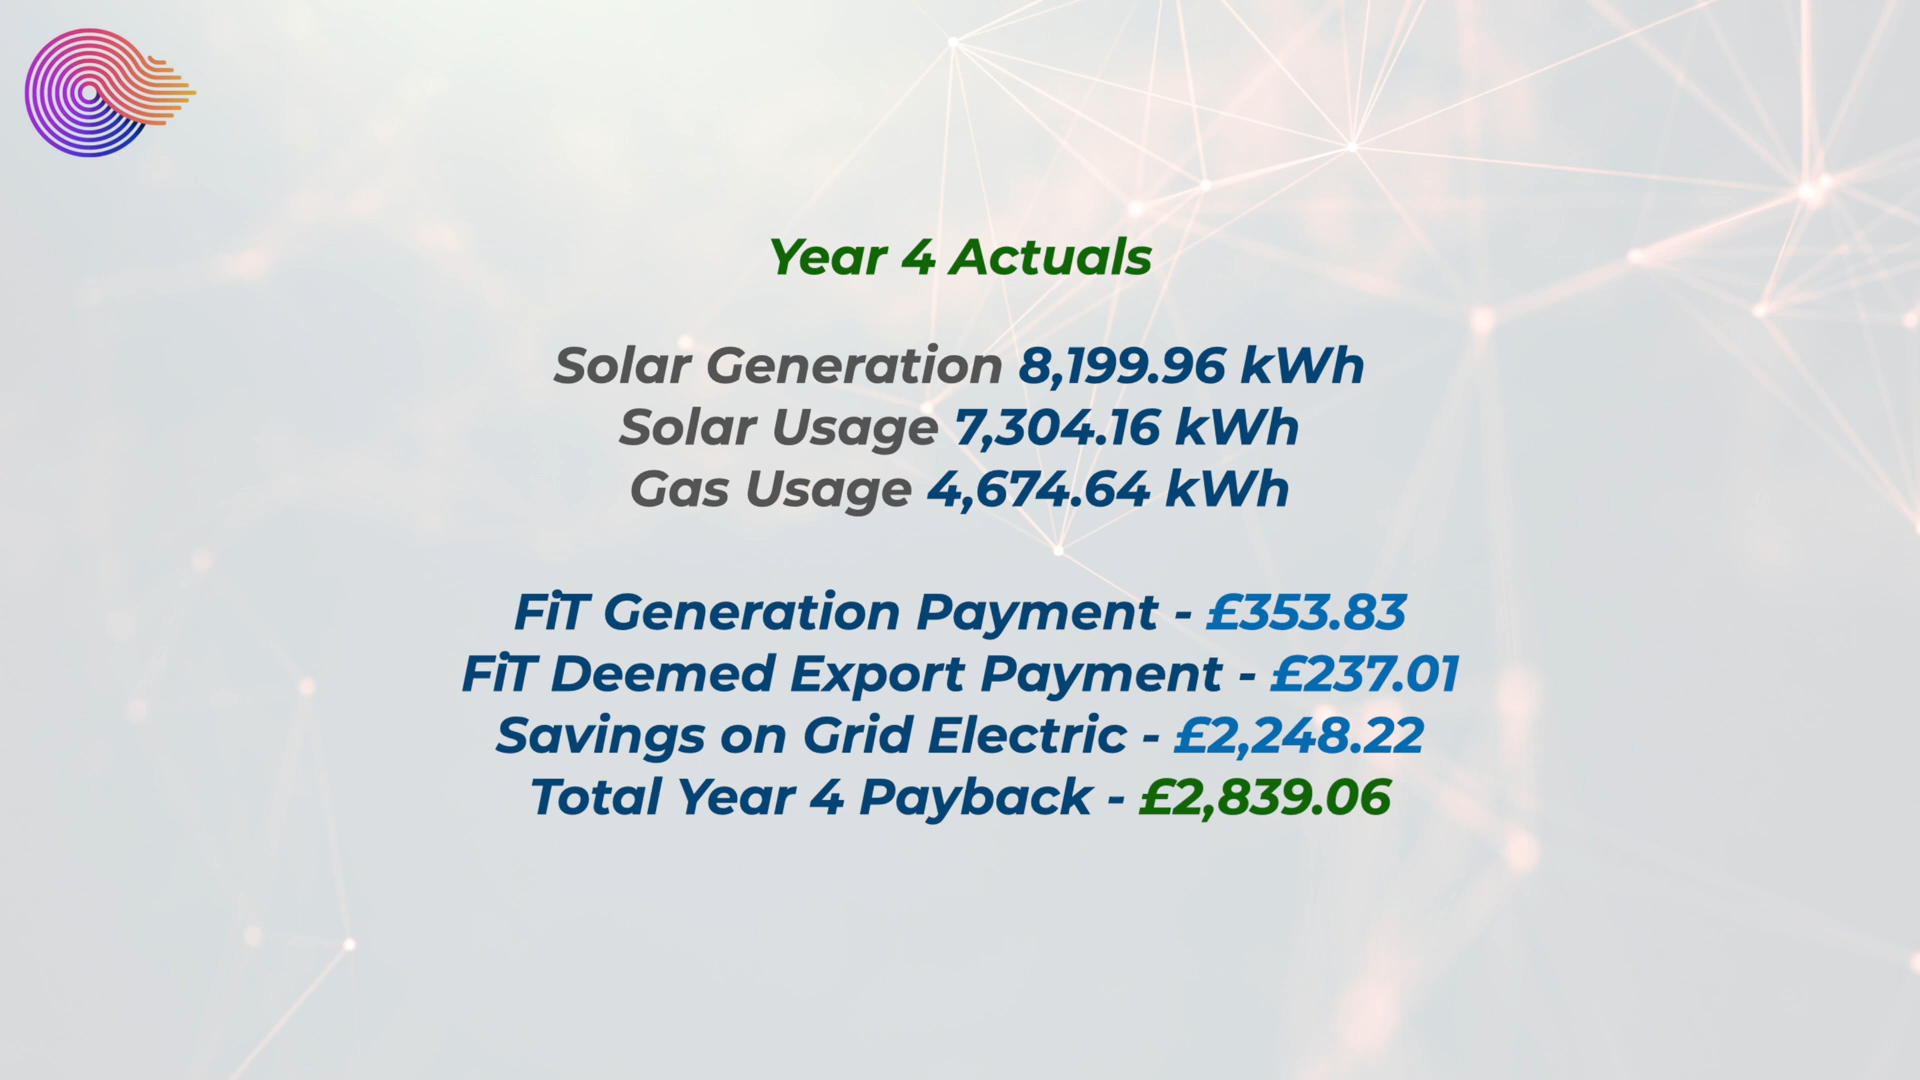 Year 4 Actuals
Solar Generation 8,199.96 kWh
Solar Usage 7,304.16 kWh
Gas Usage 4,674.64 kWh
FiT Generation Payment - £353.83
FiT Deemed Export Payment - £237.01
Savings on Grid Electric - £2,248.22
Total Year 4 Payback - £2,839.06